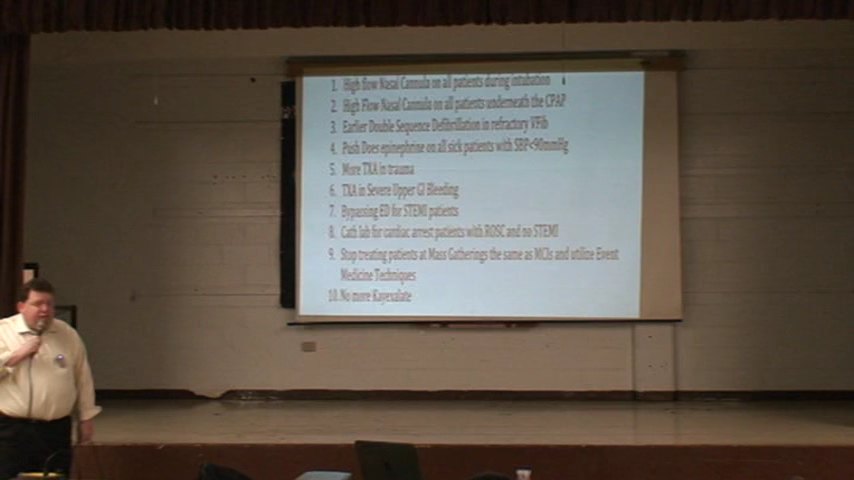 1. High flow Nasal Cannula on all patients during intubation
2. High Flow Nasal Cannula on all patients underneath the CPAP
3. Earlier Double Sequence Defibrillation in refractory VFib
4. Push Does epinephrine on all sick patients with SBP<90mmHg
5. More TXA in trauma
6. TXA in Severe Upper GI Bleeding
7. Bypassing ED for STEMI patients
8. Cath lab for cardiac arrest patients with ROSC and no STEMI
9. Stop treating patients at Mass Gatherings the same as MCIs and utilize Event
Medicine Techniques
10. No more Kayexalate